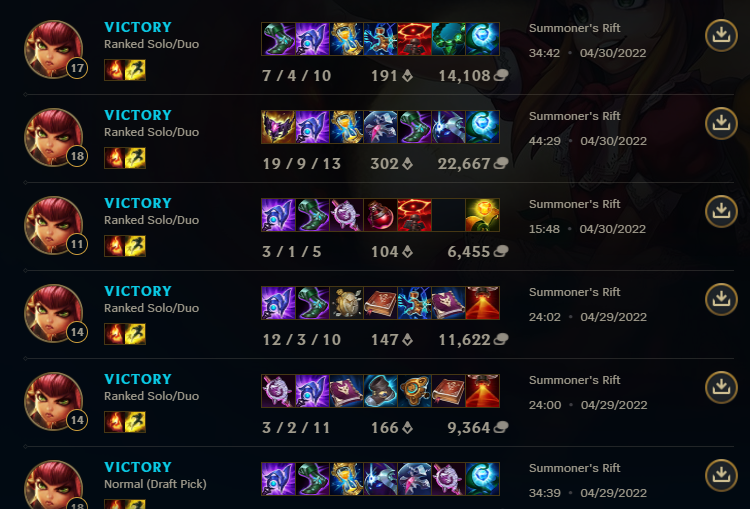 VICTORY
Ranked Solo/Duo
17
7 / 4 / 10
191
14,108
Summoner's Rift
34:42 • 04/30/2022
VICTORY
Ranked Solo/Duo
18
19 / 9 / 13
302
22,667
Summoner's Rift
44:29 • 04/30/2022
VICTORY
Ranked Solo/Duo
11
3 / 1 / 5
104
6,455
Summoner's Rift
15:48 • 04/30/2022
VICTORY
Ranked Solo/Duo
14
12 / 3 / 10
147
11,622
Summoner's Rift
24:02 • 04/29/2022
VICTORY
Ranked Solo/Duo
14
3 / 2 / 11
166
9,364
Summoner's Rift
24:00 • 04/29/2022
VICTORY
Normal (Draft Pick)
18
Summoner's Rift
34:39 • 04/29/2022